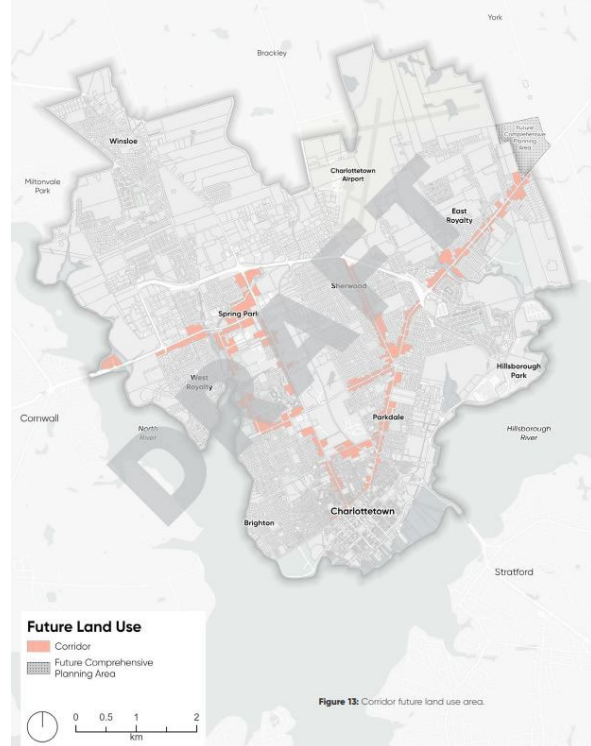 York
Brackley
Future
Comprehensive
Planning
Area
Winsloe
Charlottetown
Airport
Miltonvale
Park
East
Royalty
DRAFT
Sherwood
Spring Park
Hillsborough
Park
West
Royalty
Cornwall
North
River
Parkdale
Hillsborough
River
Charlottetown
Brighton
Stratford
Future Land Use
Corridor
Future Comprehensive
Planning Area
0 0.5 1 2
km
Figure 13: Corridor future land use area.